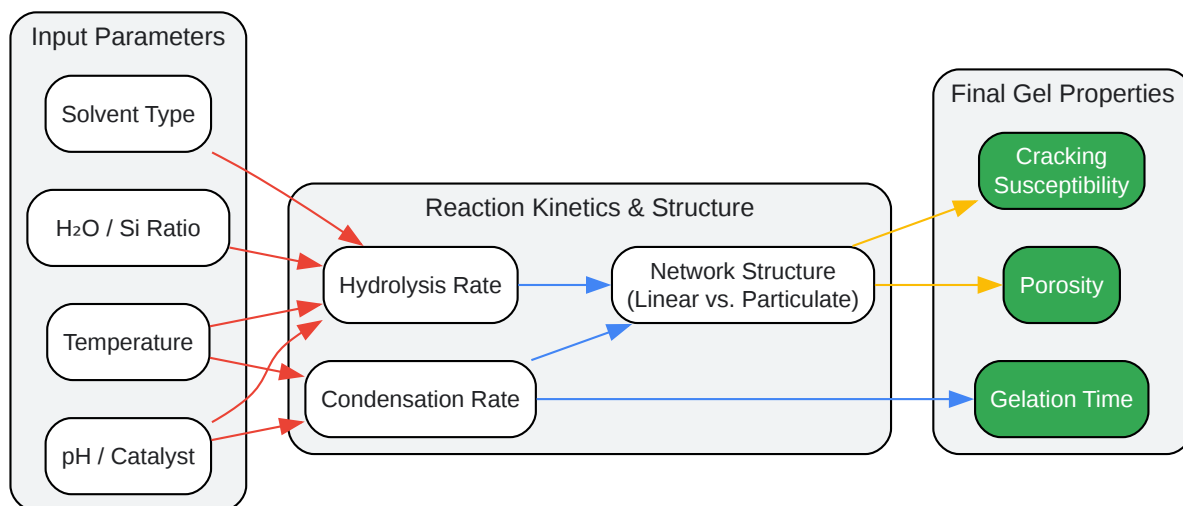 Input Parameters
Solvent Type
H₂O / Si Ratio
Temperature
pH / Catalyst
Reaction Kinetics & Structure
Hydrolysis Rate
Condensation Rate
Network Structure
(Linear vs. Particulate)
Final Gel Properties
Cracking
Susceptibility
Porosity
Gelation Time